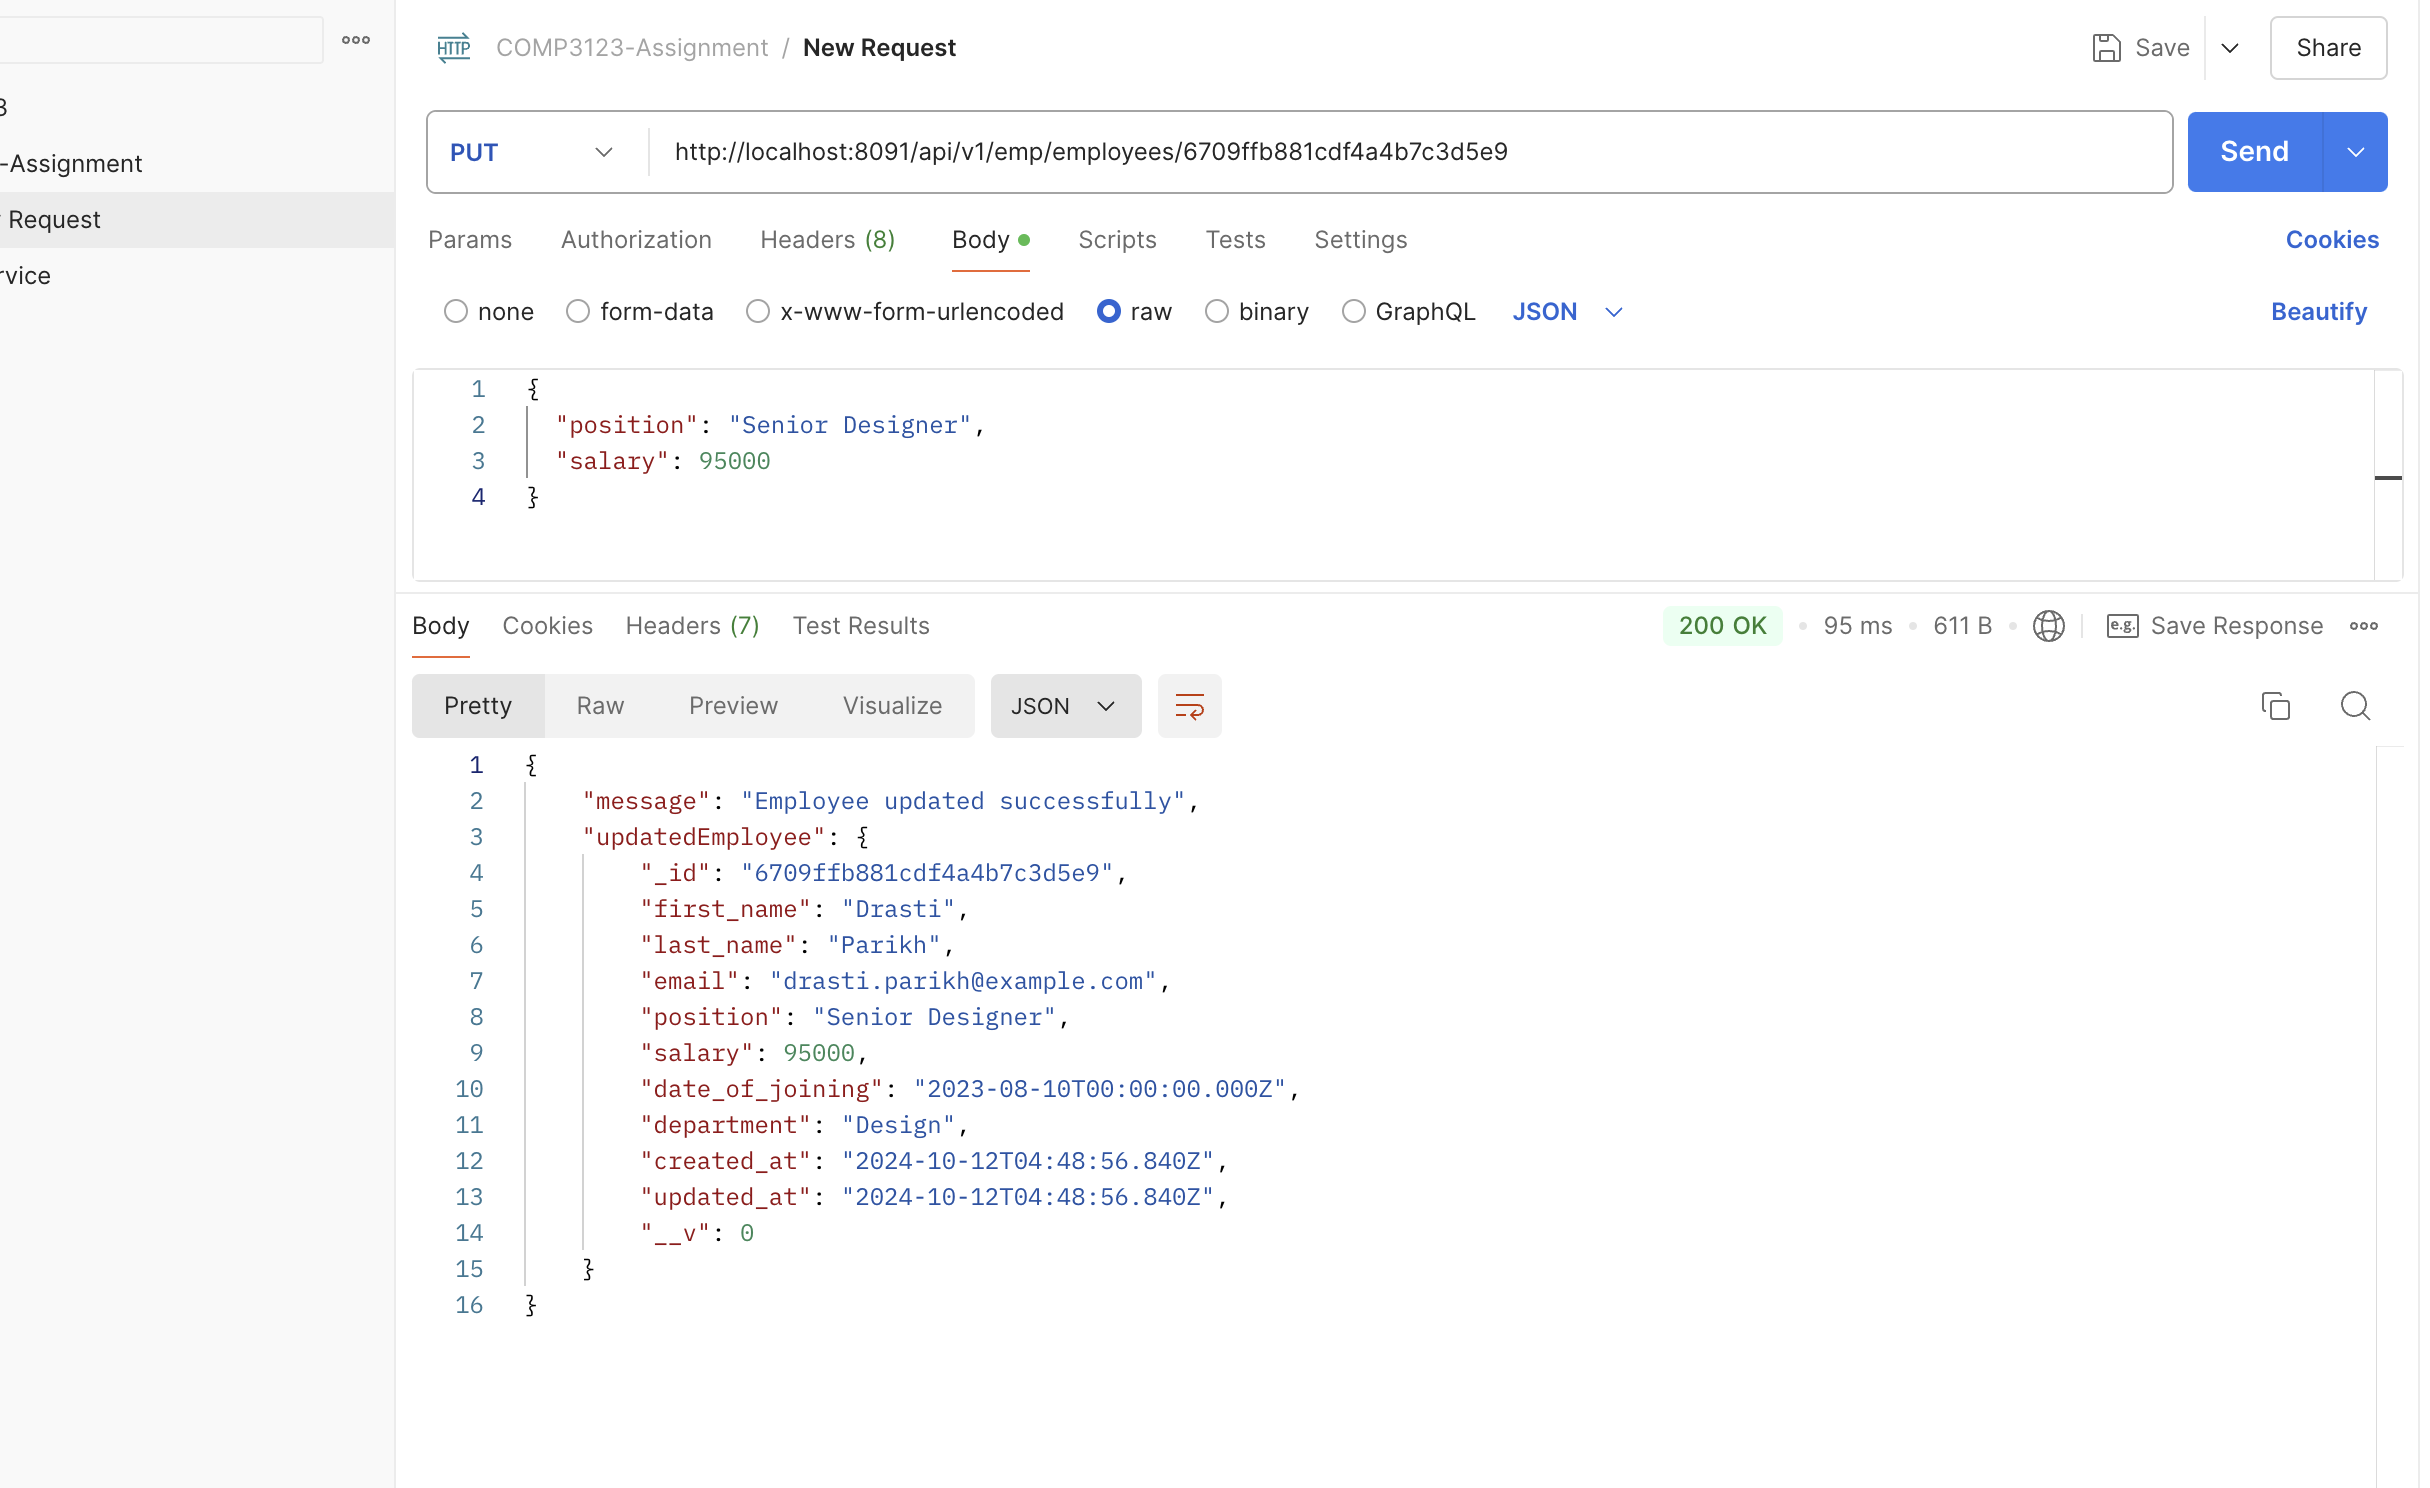 3
-Assignment
Request
rvice
HTTP COMP3123-Assignment / New Request Save Share
PUT http://localhost:8091/api/v1/emp/employees/6709ffb881cdf4a4b7c3d5e9 Send
Params Authorization Headers (8) Body Scripts Tests Settings Cookies
none form-data x-www-form-urlencoded raw binary GraphQL JSON Beautify
1 {
2 "position": "Senior Designer",
3 "salary": 95000
4 }
Body Cookies Headers (7) Test Results 200 OK 95 ms 611 B e.g. Save Response
Pretty Raw Preview Visualize JSON
1 {
2 "message": "Employee updated successfully",
3 "updatedEmployee": {
4 "_id": "6709ffb881cdf4a4b7c3d5e9",
5 "first_name": "Drasti",
6 "last_name": "Parikh",
7 "email": "drasti.parikh@example.com",
8 "position": "Senior Designer",
9 "salary": 95000,
10 "date_of_joining": "2023-08-10T00:00:00.000Z",
11 "department": "Design",
12 "created_at": "2024-10-12T04:48:56.840Z",
13 "updated_at": "2024-10-12T04:48:56.840Z",
14 "__v": 0
15 }
16 }